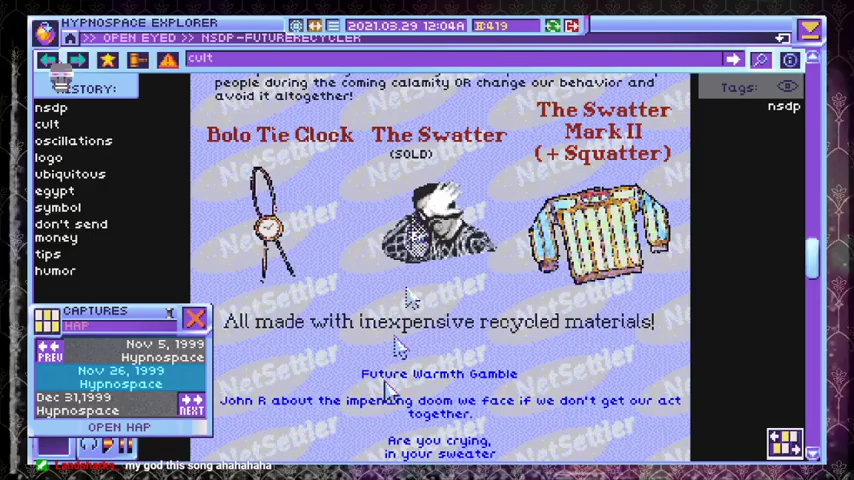 HYPNOSPACE EXPLORER
2021.03.29 12:04A
419
>> OPEN EYED >> NSDP-FUTURERECYCLER
cult
HISTORY:
nsdp
cult
oscillations
logo
ubiquitous
egypt
symbol
don't send
money
tips
humor
Tags:
nsdp
people during the coming calamity OR change our behavior and
avoid it altogether!
Bolo Tie Clock
The Swatter
(SOLD)
The Swatter
Mark II
(+ Squatter)
NetSettler
All made with inexpensive recycled materials!
Future Warmth Gamble
John R about the impending doom we face if we don't get our act
together.
Are you crying,
in your sweater
CAPTURES
HAP
PREV
Nov 5, 1999
Hypnospace
Nov 26, 1999
Hypnospace
Dec 31,1999
Hypnospace
NEXT
OPEN HAP
Landsharks_ my god this song ahahahaha